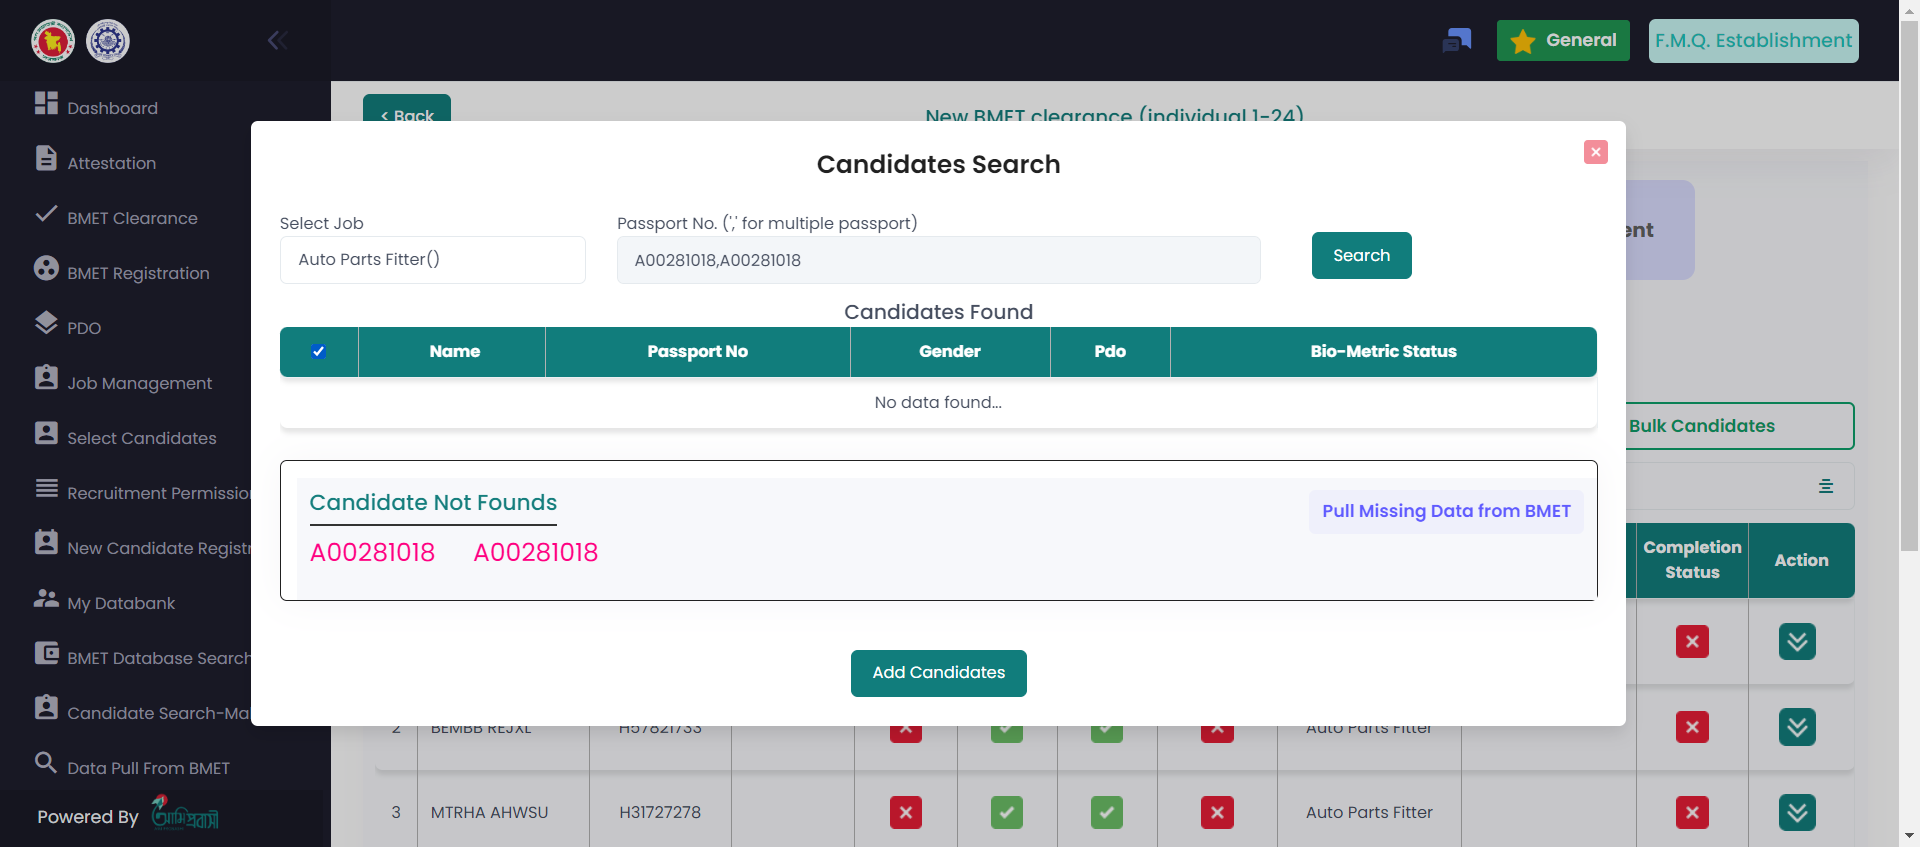 General
F.M.Q. Establishment
Dashboard
Attestation
BMET Clearance
BMET Registration
PDO
Job Management
Select Candidates
Recruitment Permission
New Candidate Registr
My Databank
BMET Database Search
Candidate Search-Ma
Data Pull From BMET
Powered By আমি প্রবাসী
< Back
New BMET clearance (individual 1-24)
Candidates Search
Select Job
Auto Parts Fitter()
Passport No. (',' for multiple passport)
A00281018,A00281018
Search
Candidates Found
Name Passport No Gender Pdo Bio-Metric Status
No data found...
Candidate Not Founds
Pull Missing Data from BMET
A00281018 A00281018
Add Candidates
ent
Bulk Candidates
Completion
Status
Action
2 BEMBB REJXL H57821733 Auto Parts Fitter
3 MTRHA AHWSU H31727278 Auto Parts Fitter